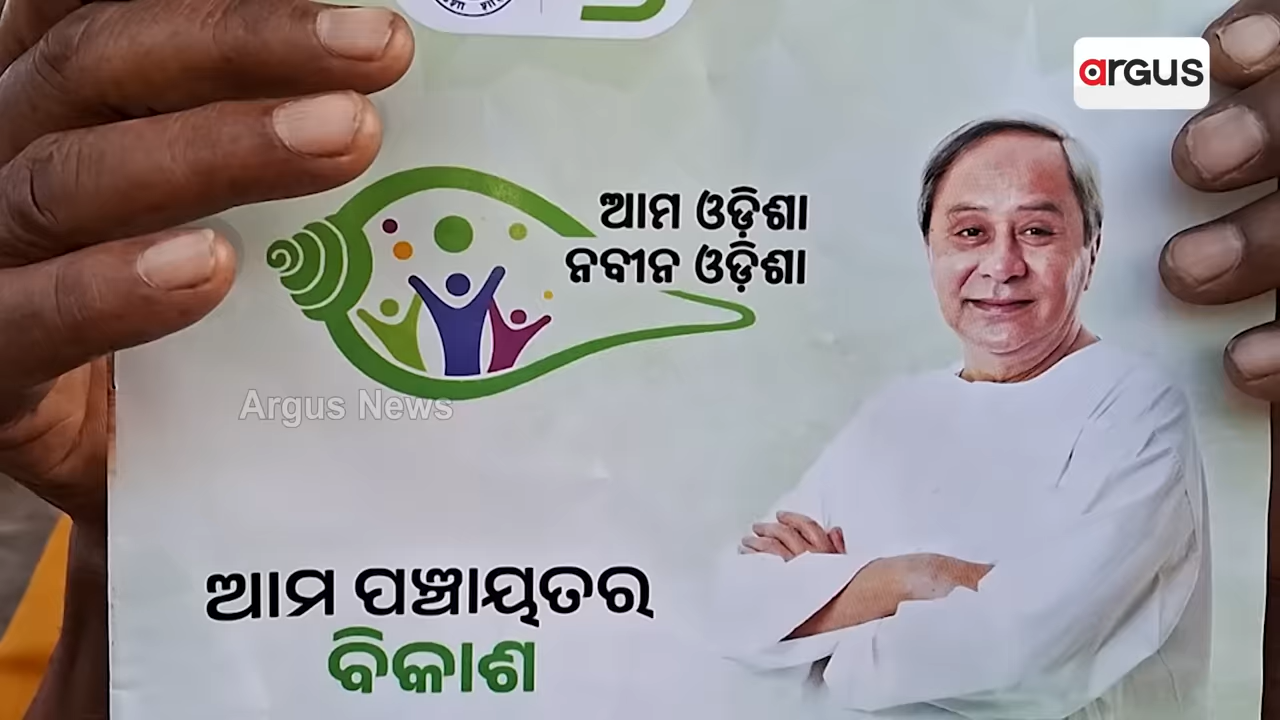 argus
ଆମ ଓଡ଼ିଶା
ନବୀନ ଓଡ଼ିଶା
Argus News
ଆମ ପଞ୍ଚାୟତର
ବିକାଶ